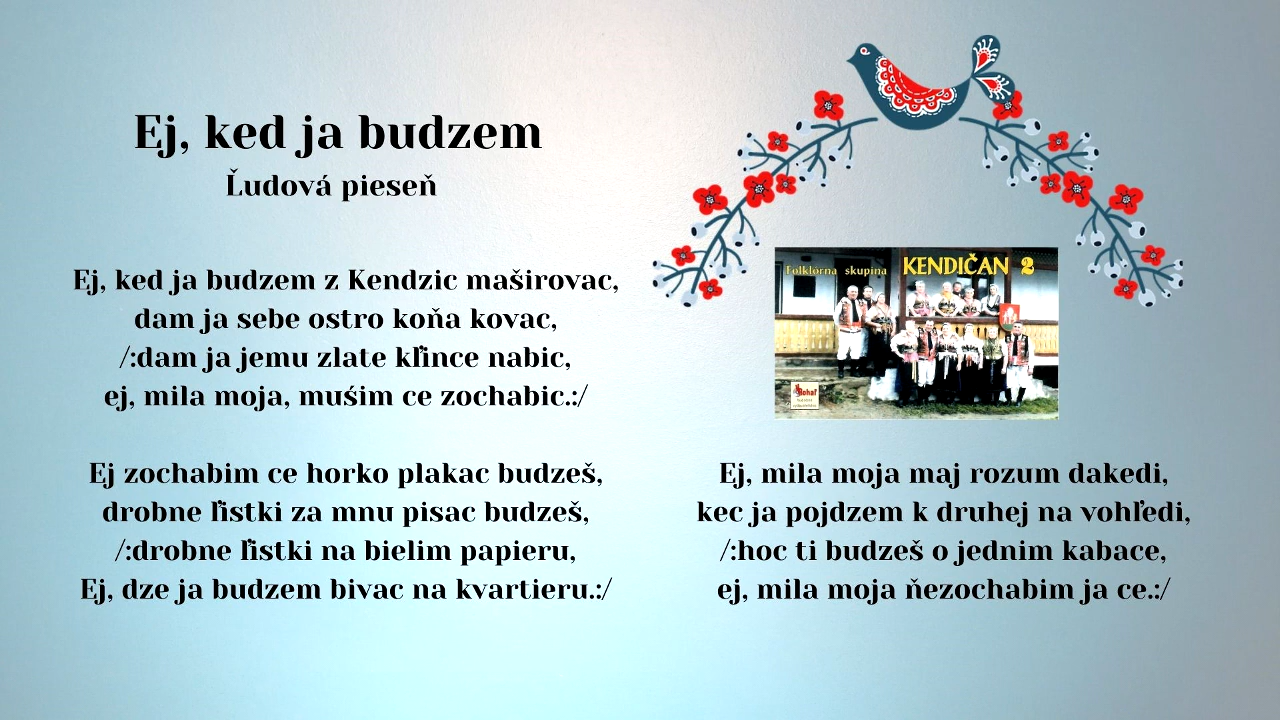 Ej, ked ja budzem
Ľudová pieseň
Ej, ked ja budzem z Kendzic maširovac,
dam ja sebe ostro koňa kovac,
/:dam ja jemu zlate kľince nabic,
ej, mila moja, muśim ce zochabic.:/
Ej zochabim ce horko plakac budzeš,
drobne ľistki za mnu pisac budzeš,
/:drobne ľistki na bielim papieru,
Ej, dze ja budzem bivac na kvartieru.:/
Folklórna skupina KENDIČAN 2
Ej, mila moja maj rozum dakedi,
kec ja pojdzem k druhej na vohľedi,
/:hoc ti budzeš o jednim kabace,
ej, mila moja ňezochabim ja ce.:/